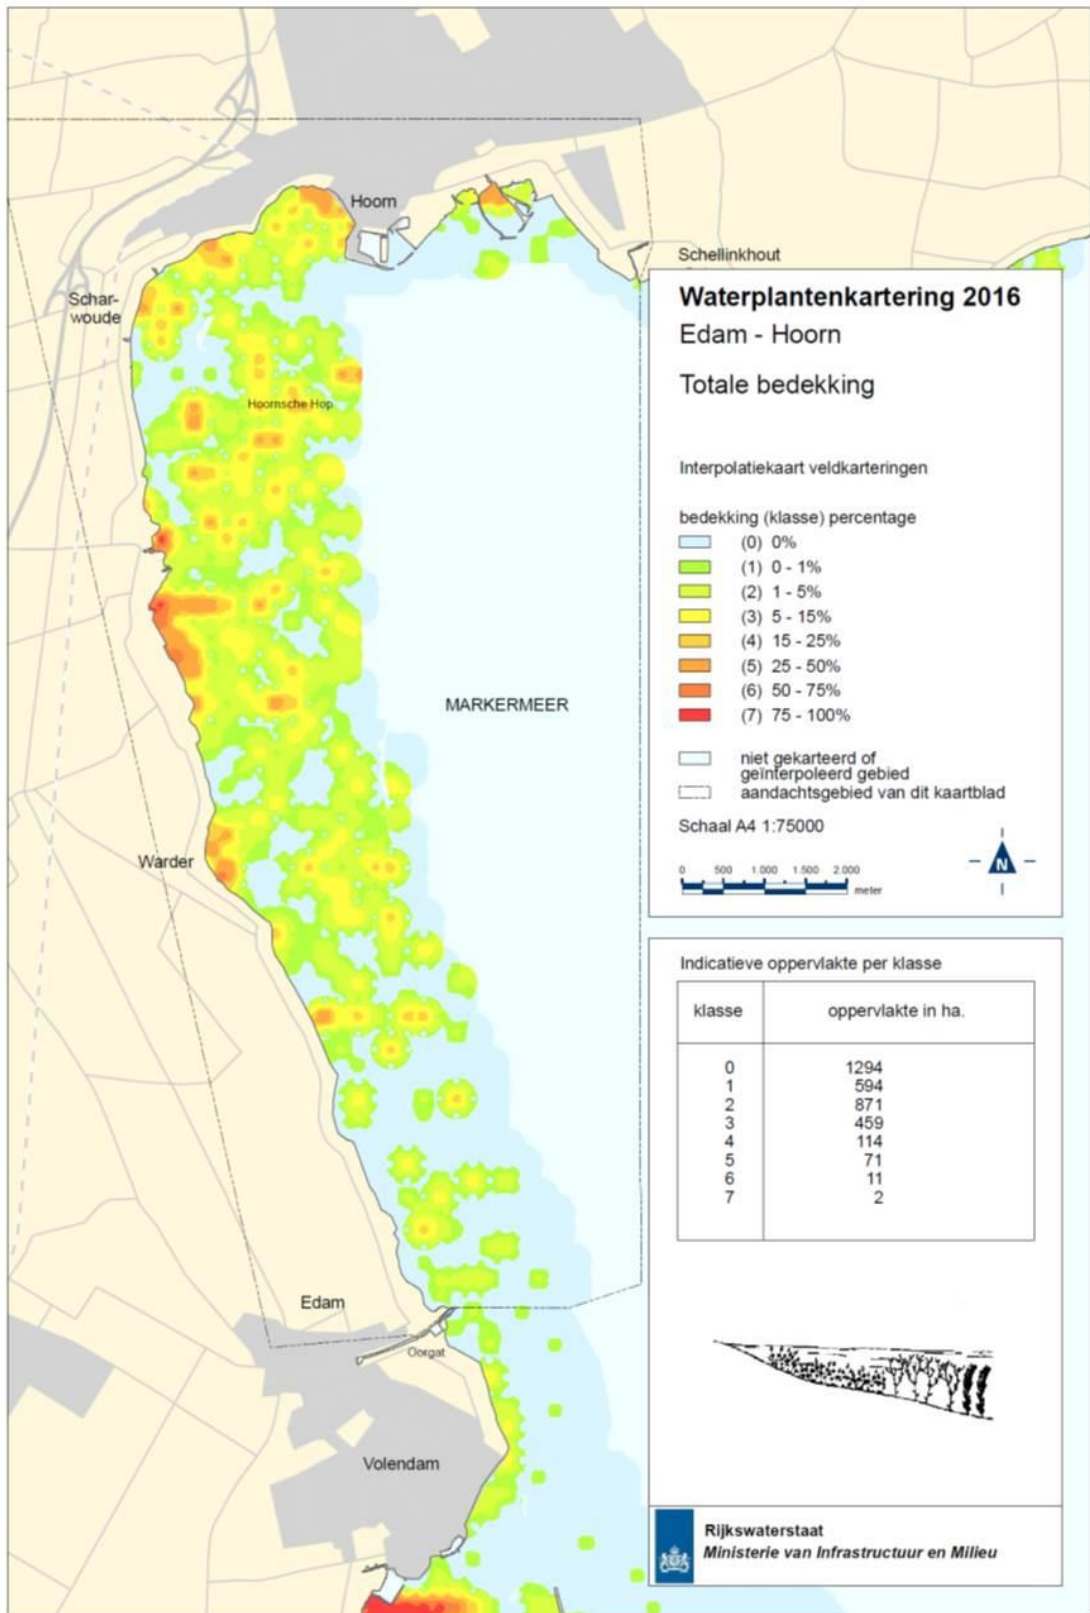 Hoorn
Schellinkhout
Schar-
woude
Hoornsche Hop
MARKERMEER
Warder
Edam
Oorgat
Volendam
Waterplantenkartering 2016
Edam - Hoorn
Totale bedekking
Interpolatiekaart veldkarteringen
bedekking (klasse) percentage
(0) 0%
(1) 0 - 1%
(2) 1 - 5%
(3) 5 - 15%
(4) 15 - 25%
(5) 25 - 50%
(6) 50 - 75%
(7) 75 - 100%
niet gekarteerd of
geïnterpoleerd gebied
aandachtsgebied van dit kaartblad
Schaal A4 1:75000
0 500 1.000 1.500 2.000
meter
N
Indicatieve oppervlakte per klasse
klasse oppervlakte in ha.
0 1294
1 594
2 871
3 459
4 114
5 71
6 11
7 2
Rijkswaterstaat
Ministerie van Infrastructuur en Milieu